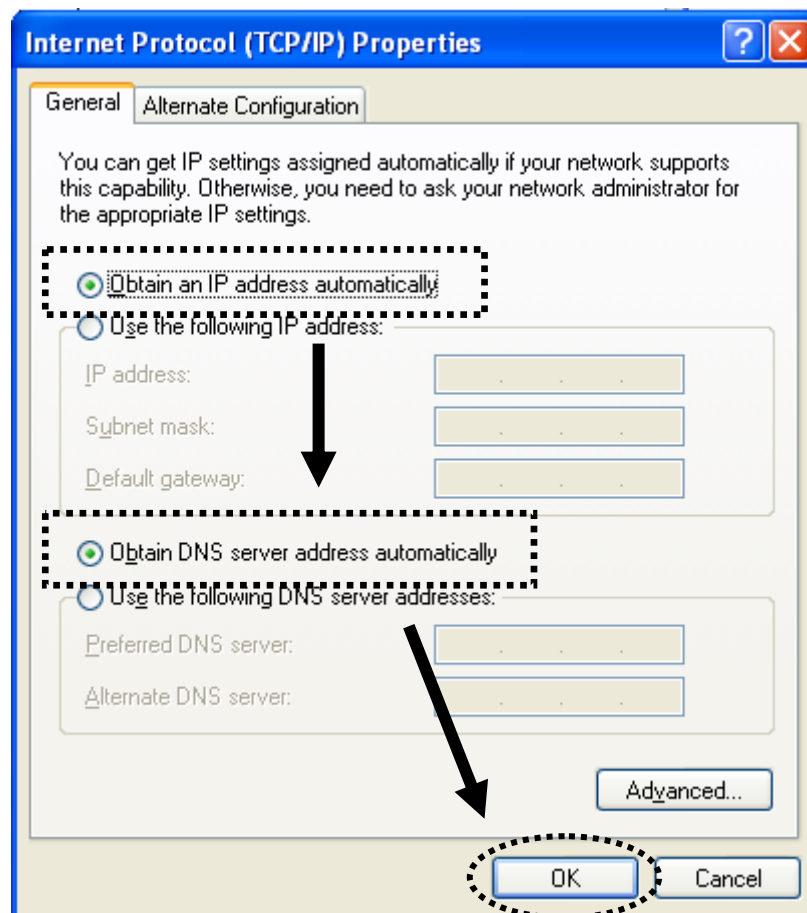 Internet Protocol (TCP/IP) Properties
General
Alternate Configuration
You can get IP settings assigned automatically if your network supports
this capability. Otherwise, you need to ask your network administrator for
the appropriate IP settings.
Obtain an IP address automatically
Use the following IP address:
IP address:
Subnet mask:
Default gateway:
Obtain DNS server address automatically
Use the following DNS server addresses:
Preferred DNS server:
Alternate DNS server:
Advanced...
OK
Cancel